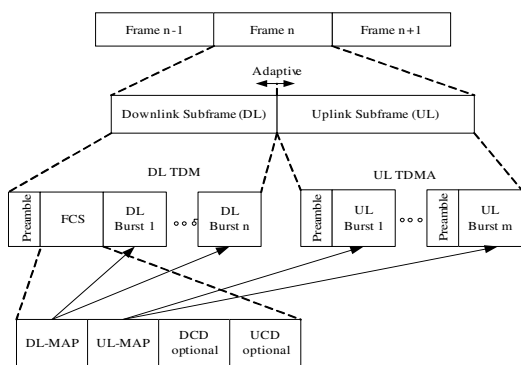 Frame n-1 Frame n Frame n+1
Adaptive
Downlink Subframe (DL) Uplink Subframe (UL)
DL TDM UL TDMA
Preamble FCS DL Burst 1 DL Burst n Preamble UL Burst 1 Preamble UL Burst m
DL-MAP UL-MAP DCD optional UCD optional